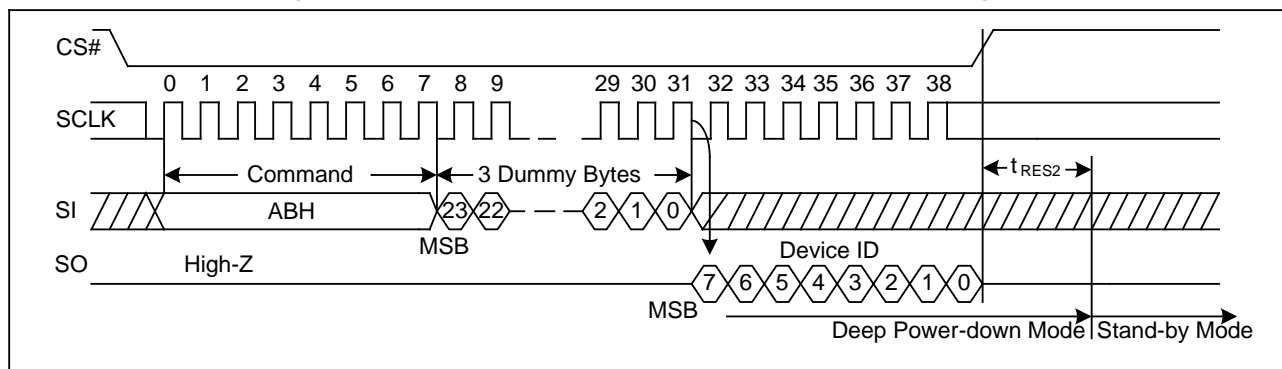 CS#
0 1 2 3 4 5 6 7 8 9 29 30 31 32 33 34 35 36 37 38
SCLK
Command 3 Dummy Bytes tRES2
SI ABH 23 22 2 1 0
MSB
SO High-Z Device ID
7 6 5 4 3 2 1 0
MSB
Deep Power-down Mode Stand-by Mode